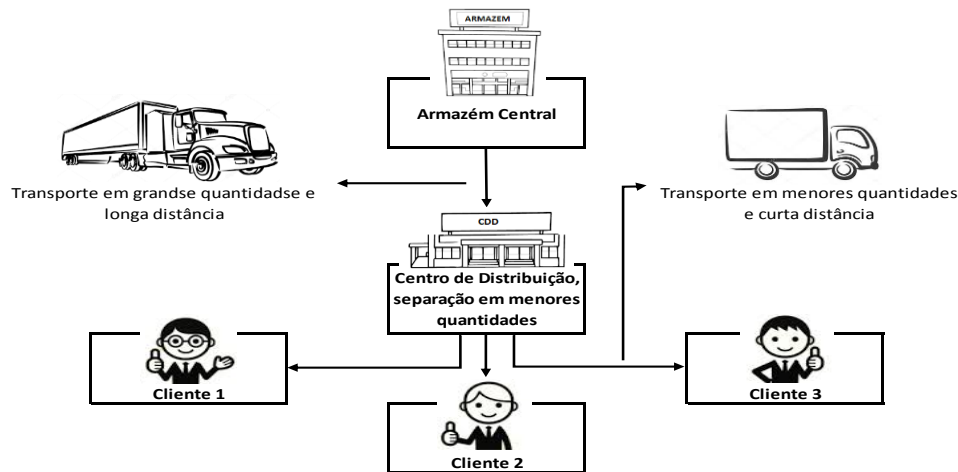 ARMAZEM
Armazém Central
Transporte em grandse quantidadse e
longa distância
Transporte em menores quantidades
e curta distância
CDD
Centro de Distribuição,
separação em menores
quantidades
Cliente 1
Cliente 3
Cliente 2